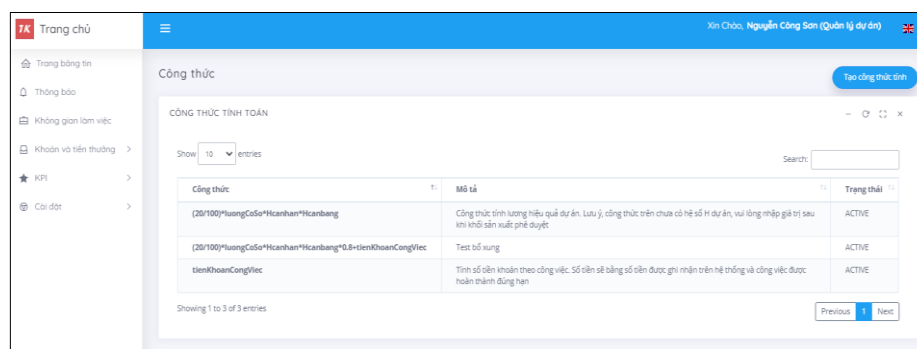 TK Trang chủ
Xin Chào, Nguyễn Công Sơn (Quản lý dự án)
Trang bảng tin
Thông báo
Không gian làm việc
Khoán và tiền thưởng
KPI
Cài đặt
Công thức
Tạo công thức tính
CÔNG THỨC TÍNH TOÁN
Show 10 entries
Search:
Công thức Mô tả Trạng thái
(20/100)*luongCoSo*Hcanhan*Hcanbang Công thức tính lương hiệu quả dự án. Lưu ý, công thức trên chưa có hệ số H dự án, vui lòng nhập giá trị sau ACTIVE
khi khối sản xuất phê duyệt
(20/100)*luongCoSo*Hcanhan*Hcanbang*0.8+tienKhoanCongViec Test bổ xung ACTIVE
tienKhoanCongViec Tính số tiền khoán theo công việc. Số tiền sẽ bằng số tiền được ghi nhận trên hệ thống và công việc được ACTIVE
hoàn thành đúng hạn
Showing 1 to 3 of 3 entries
Previous 1 Next